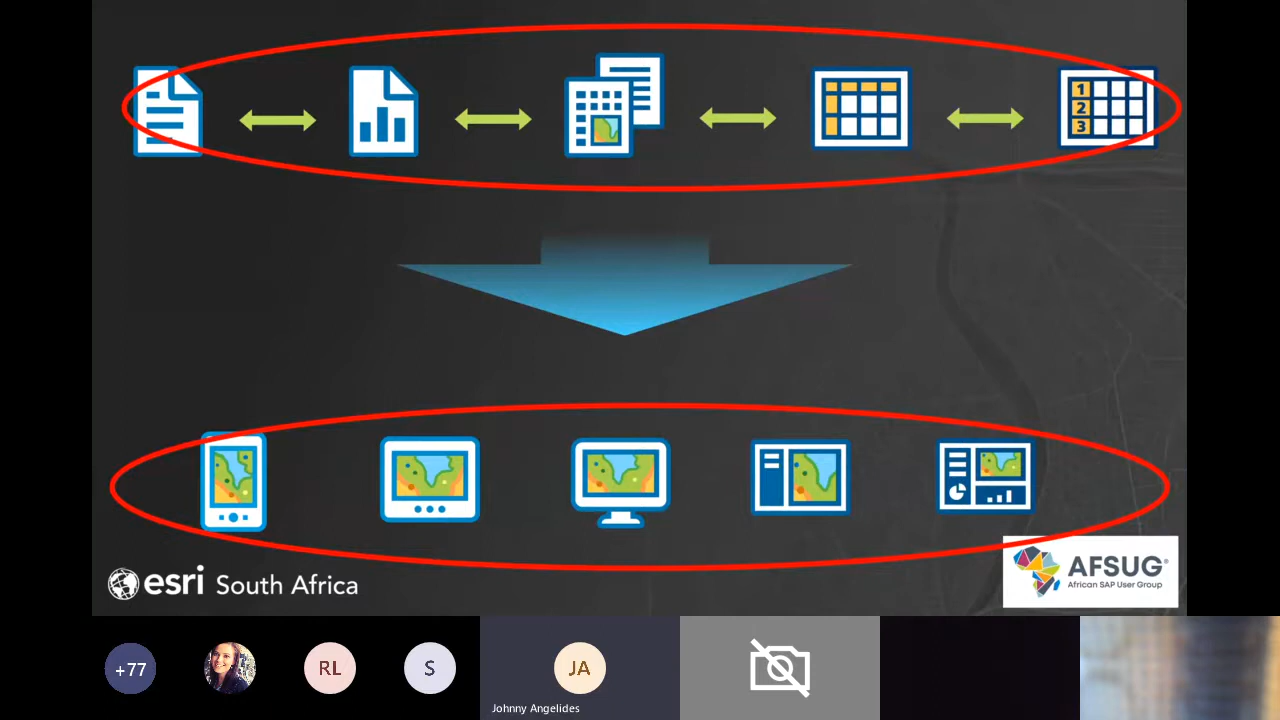 1
2
3
esri South Africa
AFSUG
African SAP User Group
+77
RL
S
JA
Johnny Angelides